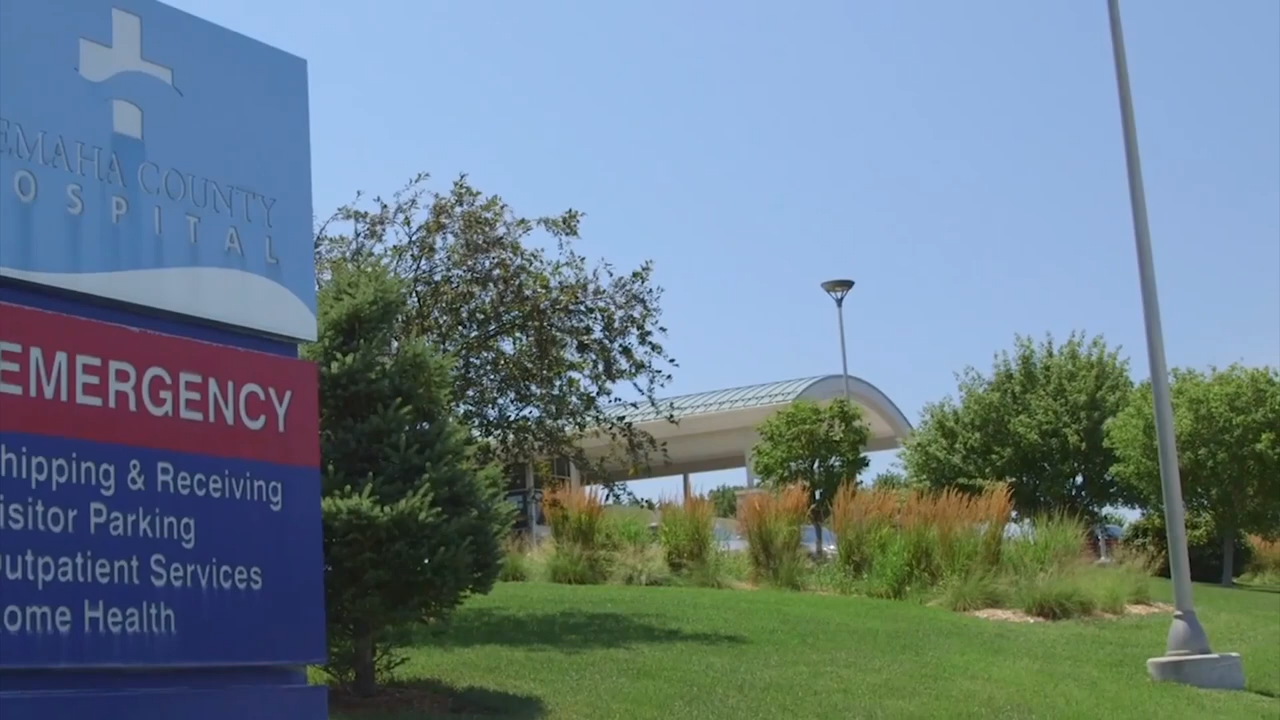 EMAHA COUNTY
OSPITAL
EMERGENCY
hipping & Receiving
isitor Parking
utpatient Services
ome Health